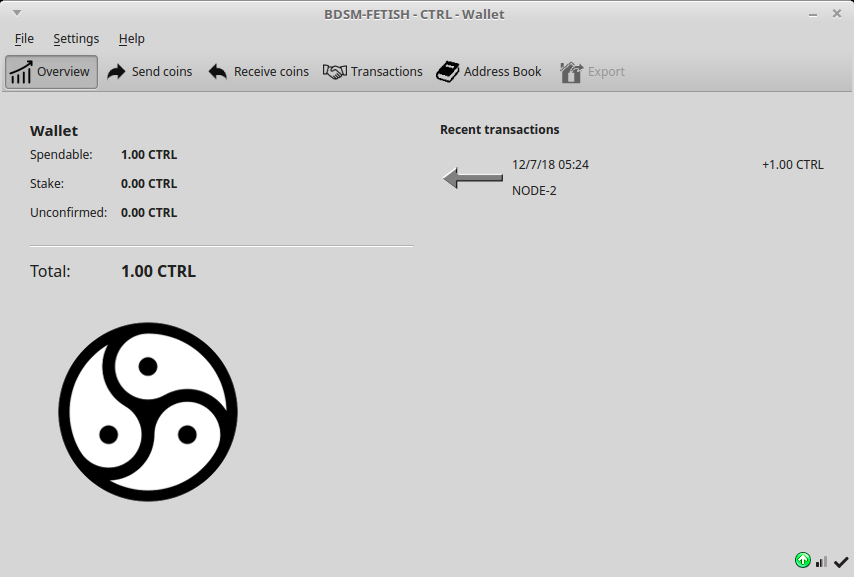 BDSM-FETISH - CTRL - Wallet
File Settings Help
Overview Send coins Receive coins Transactions Address Book Export
Wallet
Spendable: 1.00 CTRL
Stake: 0.00 CTRL
Unconfirmed: 0.00 CTRL
Total: 1.00 CTRL
Recent transactions
12/7/18 05:24 +1.00 CTRL
NODE-2